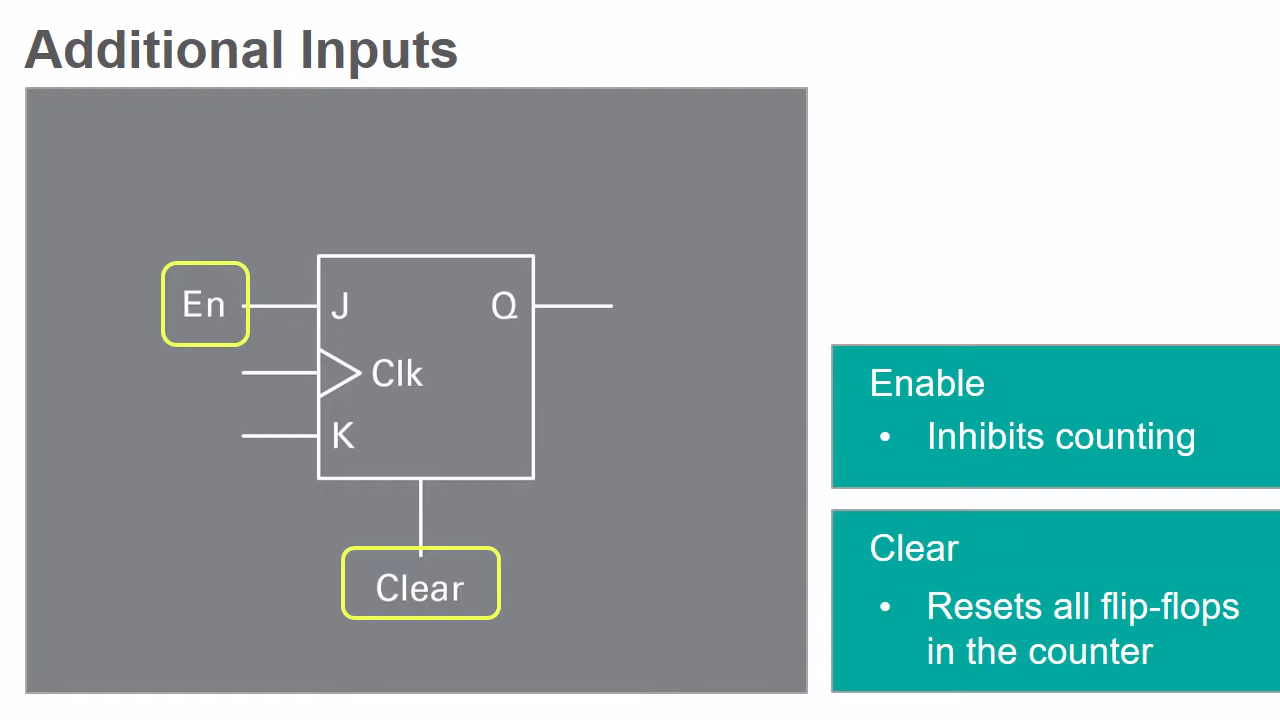 Additional Inputs
En
J
Q
Clk
K
Clear
Enable
• Inhibits counting
Clear
• Resets all flip-flops
in the counter